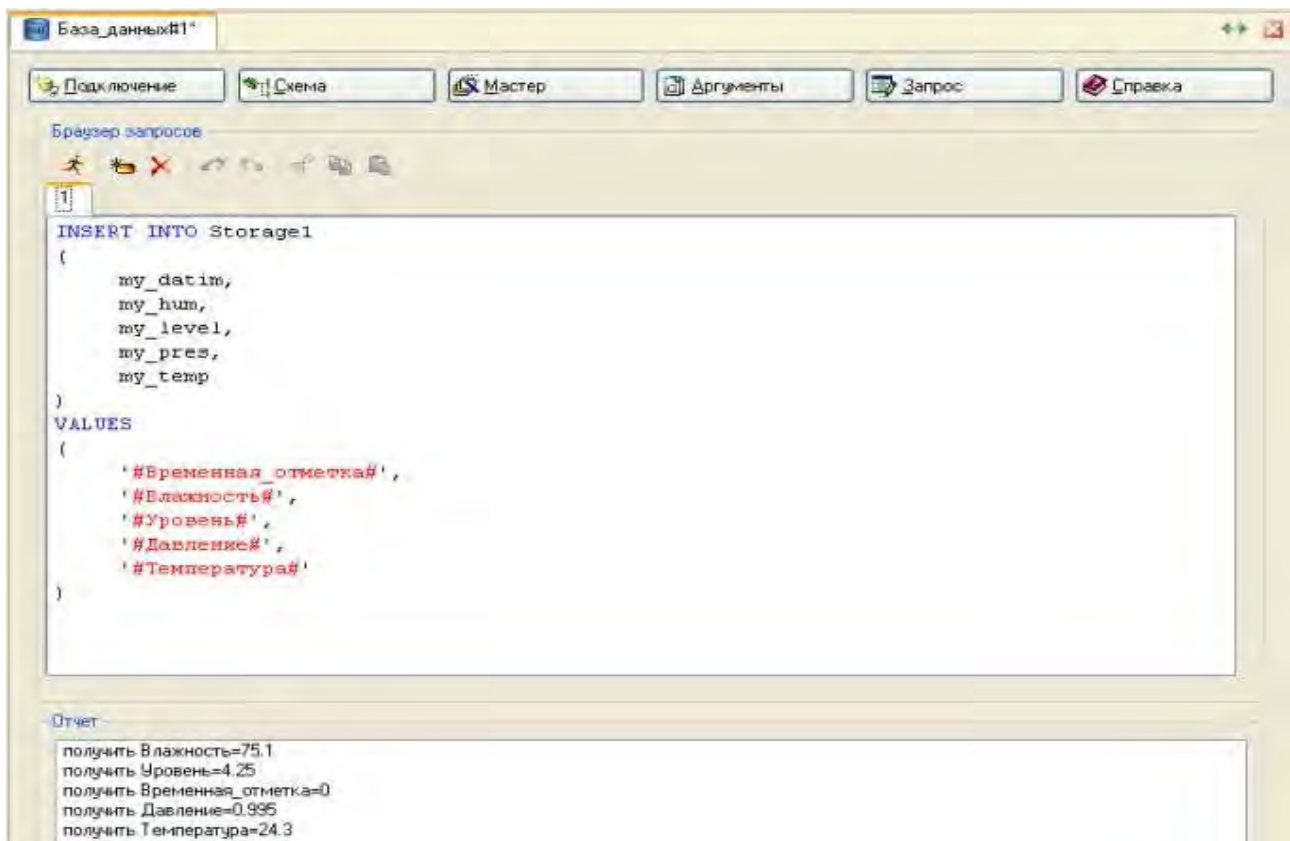 База_данных#1*
Подключение Схема Мастер Аргументы Запрос Справка
Браузер запросов
1
INSERT INTO Storage1
(
my_datim,
my_hum,
my_level,
my_pres,
my_temp
)
VALUES
(
'#Временная_отметка#',
'#Влажность#',
'#Уровень#',
'#Давление#',
'#Температура#'
)
Отчет
получить Влажность=75.1
получить Уровень=4.25
получить Временная_отметка=0
получить Давление=0.995
получить Температура=24.3